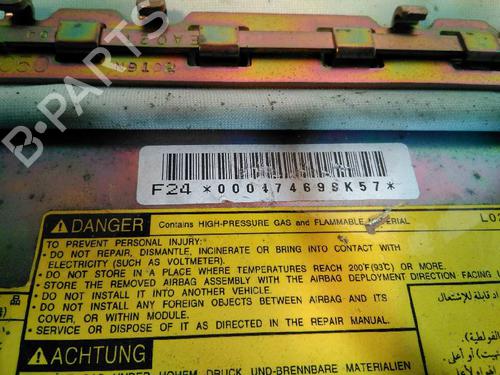 F24 *000474698K57*
DANGER Contains HIGH-PRESSURE GAS and FLAMMABLE MATERIAL
TO PREVENT PERSONAL INJURY:
• DO NOT REPAIR, DISMANTLE, INCINERATE OR BRING INTO CONTACT WITH
ELECTRICITY (SUCH AS VOLTMETER).
• DO NOT STORE IN A PLACE WHERE TEMPERATURES REACH 200°F(93°C) OR MORE.
• STORE THE REMOVED AIRBAG ASSEMBLY WITH THE AIRBAG DEPLOYMENT DIRECTION FACING
• DO NOT INSTALL IT INTO ANOTHER VEHICLE.
• DO NOT INSTALL ANY FOREIGN OBJECTS BETWEEN AIRBAG AND ITS
COVER, OR WITHIN MODULE.
• SERVICE OR DISPOSE OF IT AS DIRECTED IN THE REPAIR MANUAL.
ACHTUNG
HOHEM DRUCK UND BRENNBARE MATERIALIEN